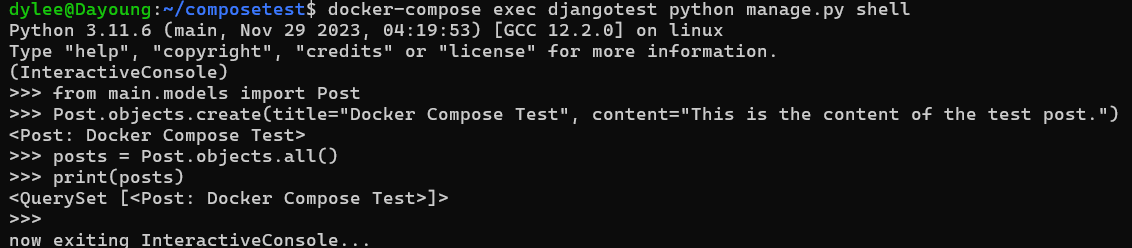 dylee@Dayoung:~/composetest$ docker-compose exec djangotest python manage.py shell
Python 3.11.6 (main, Nov 29 2023, 04:19:53) [GCC 12.2.0] on linux
Type "help", "copyright", "credits" or "license" for more information.
(InteractiveConsole)
>>> from main.models import Post
>>> Post.objects.create(title="Docker Compose Test", content="This is the content of the test post.")
<Post: Docker Compose Test>
>>> posts = Post.objects.all()
>>> print(posts)
<QuerySet [<Post: Docker Compose Test>]>
>>>
now exiting InteractiveConsole...